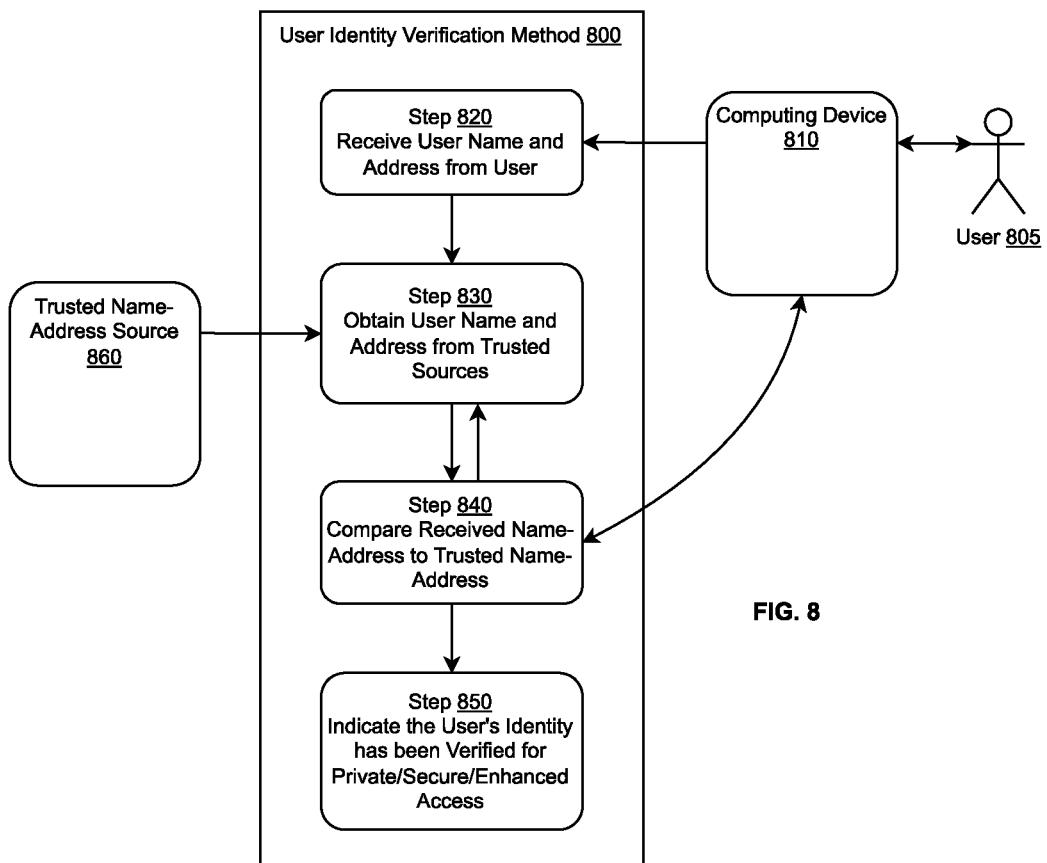 User Identity Verification Method 800
Step 820
Receive User Name and
Address from User
Computing Device
810
User 805
Trusted Name-
Address Source
860
Step 830
Obtain User Name and
Address from Trusted
Sources
Step 840
Compare Received Name-
Address to Trusted Name-
Address
FIG. 8
Step 850
Indicate the User's Identity
has been Verified for
Private/Secure/Enhanced
Access